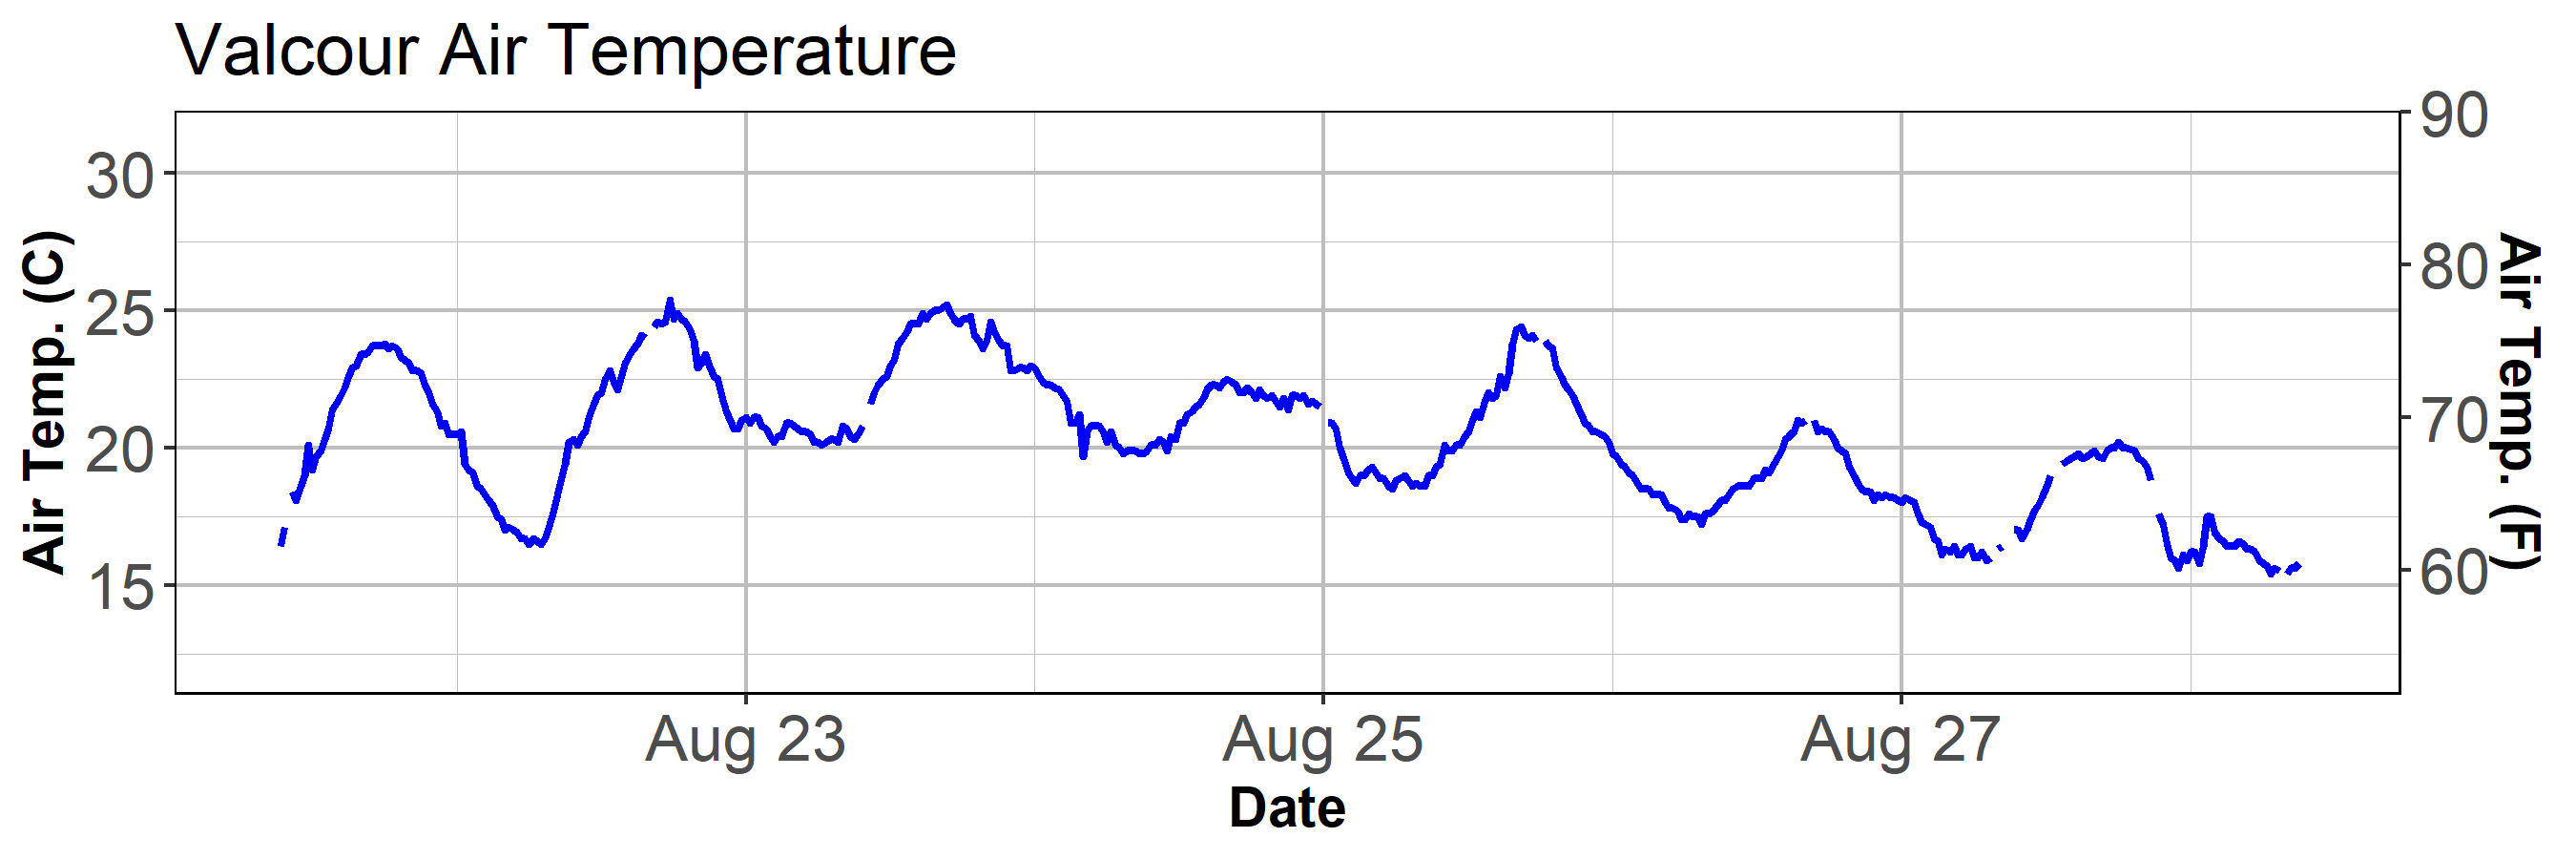 Valcour Air Temperature
Air Temp. (C)
30
25
20
15
90
80
70
60
Air Temp. (F)
Aug 23
Aug 25
Aug 27
Date